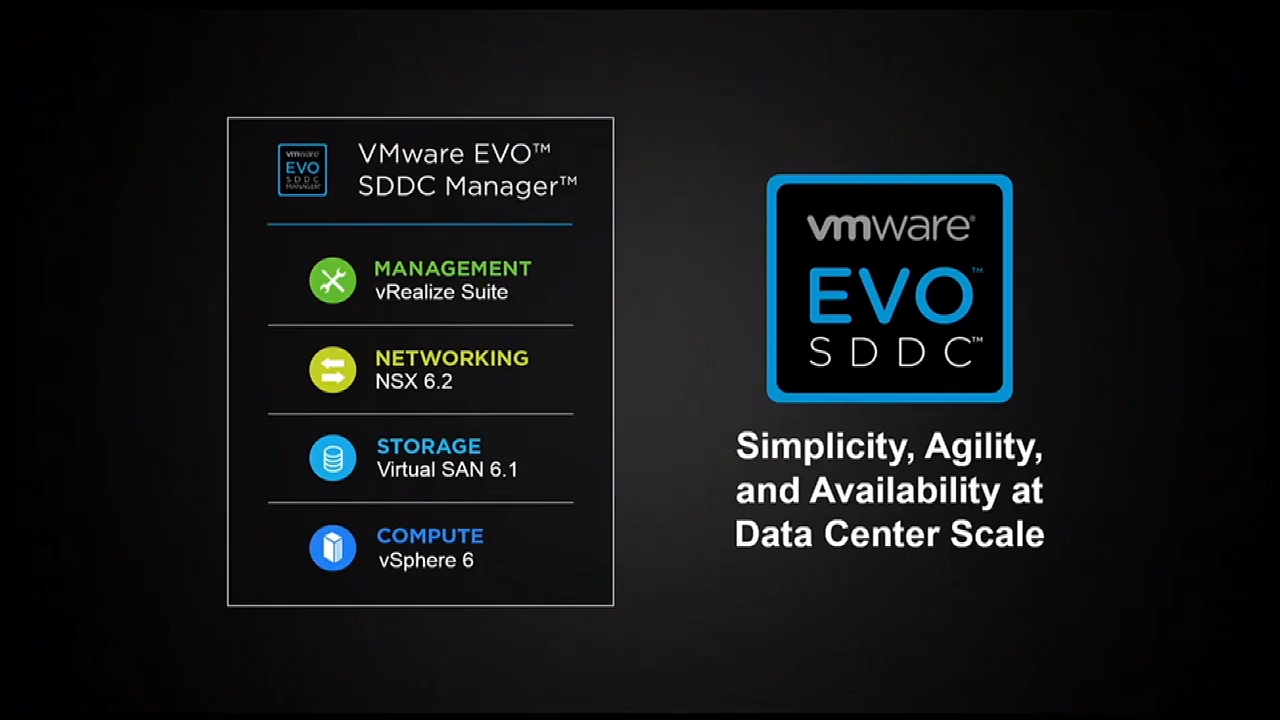 vmware
EVO
SDDC
MANAGER™
VMware EVO™
SDDC Manager™
MANAGEMENT
vRealize Suite
NETWORKING
NSX 6.2
STORAGE
Virtual SAN 6.1
COMPUTE
vSphere 6
vmware®
EVO™
SDDC™
Simplicity, Agility,
and Availability at
Data Center Scale